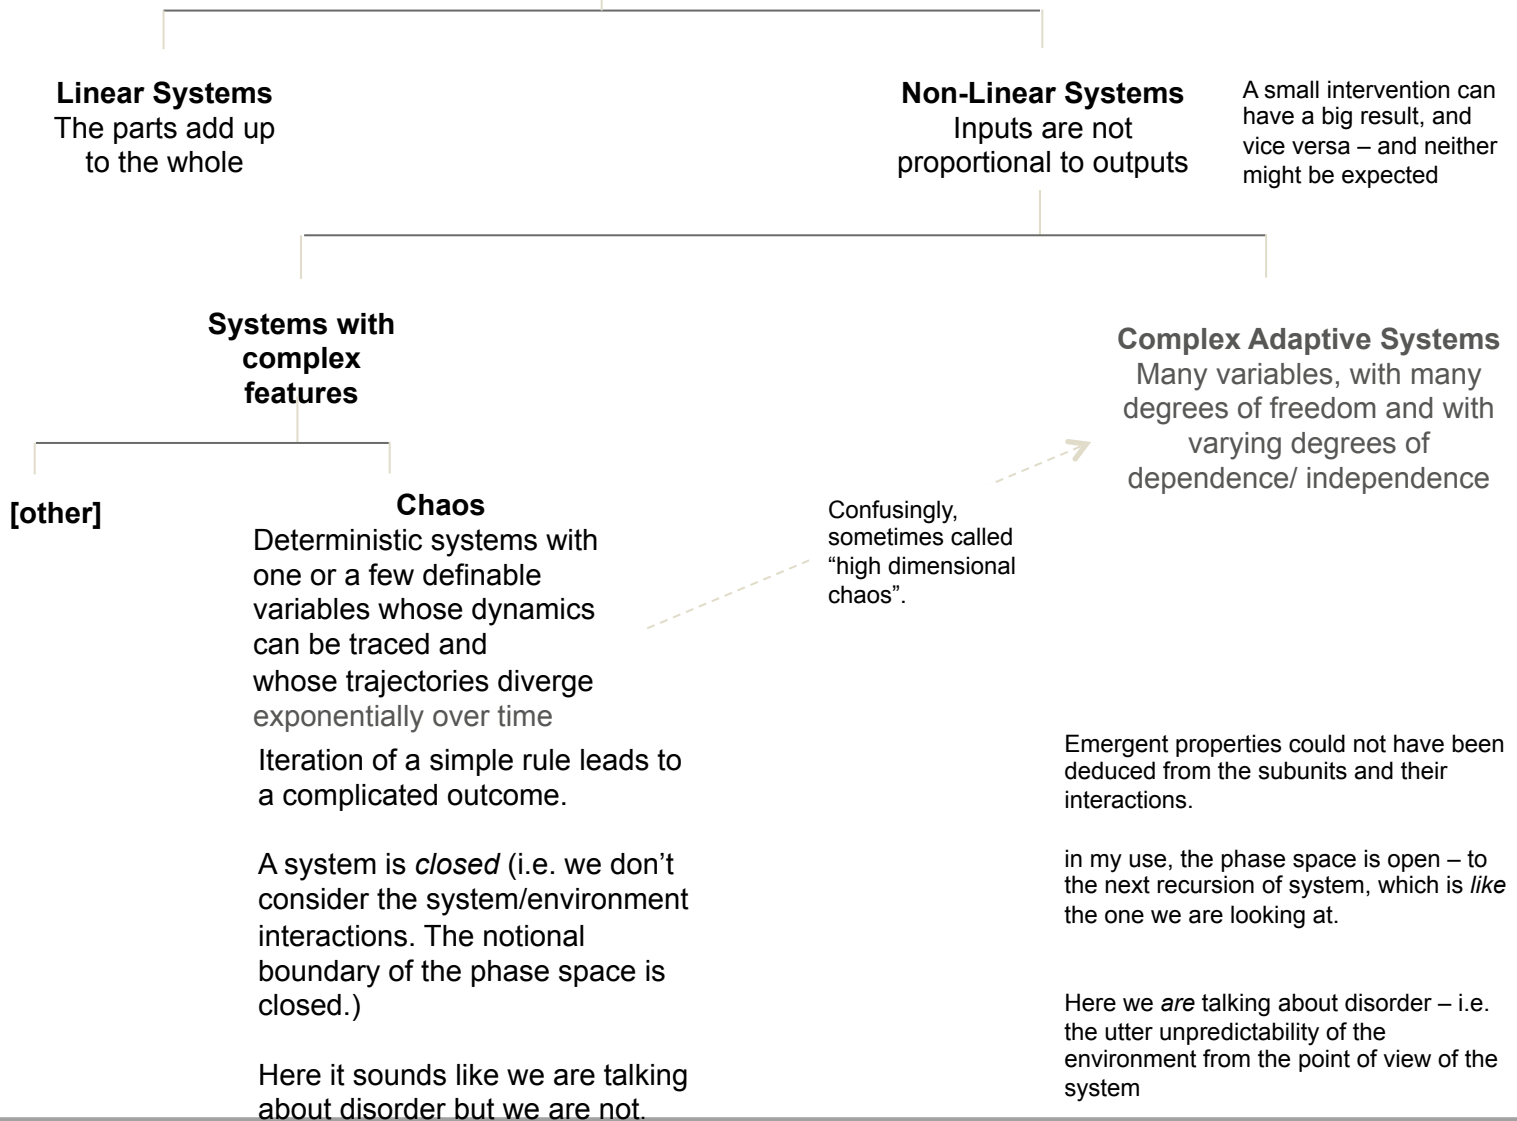 Linear Systems
The parts add up
to the whole
Non-Linear Systems
Inputs are not
proportional to outputs
A small intervention can
have a big result, and
vice versa – and neither
might be expected
Systems with
complex
features
Complex Adaptive Systems
Many variables, with many
degrees of freedom and with
varying degrees of
dependence/ independence
[other]
Chaos
Deterministic systems with
one or a few definable
variables whose dynamics
can be traced and
whose trajectories diverge
exponentially over time
Iteration of a simple rule leads to
a complicated outcome.
A system is closed (i.e. we don’t
consider the system/environment
interactions. The notional
boundary of the phase space is
closed.)
Here it sounds like we are talking
about disorder but we are not.
Confusingly,
sometimes called
“high dimensional
chaos”.
Emergent properties could not have been
deduced from the subunits and their
interactions.
in my use, the phase space is open – to
the next recursion of system, which is like
the one we are looking at.
Here we are talking about disorder – i.e.
the utter unpredictability of the
environment from the point of view of the
system